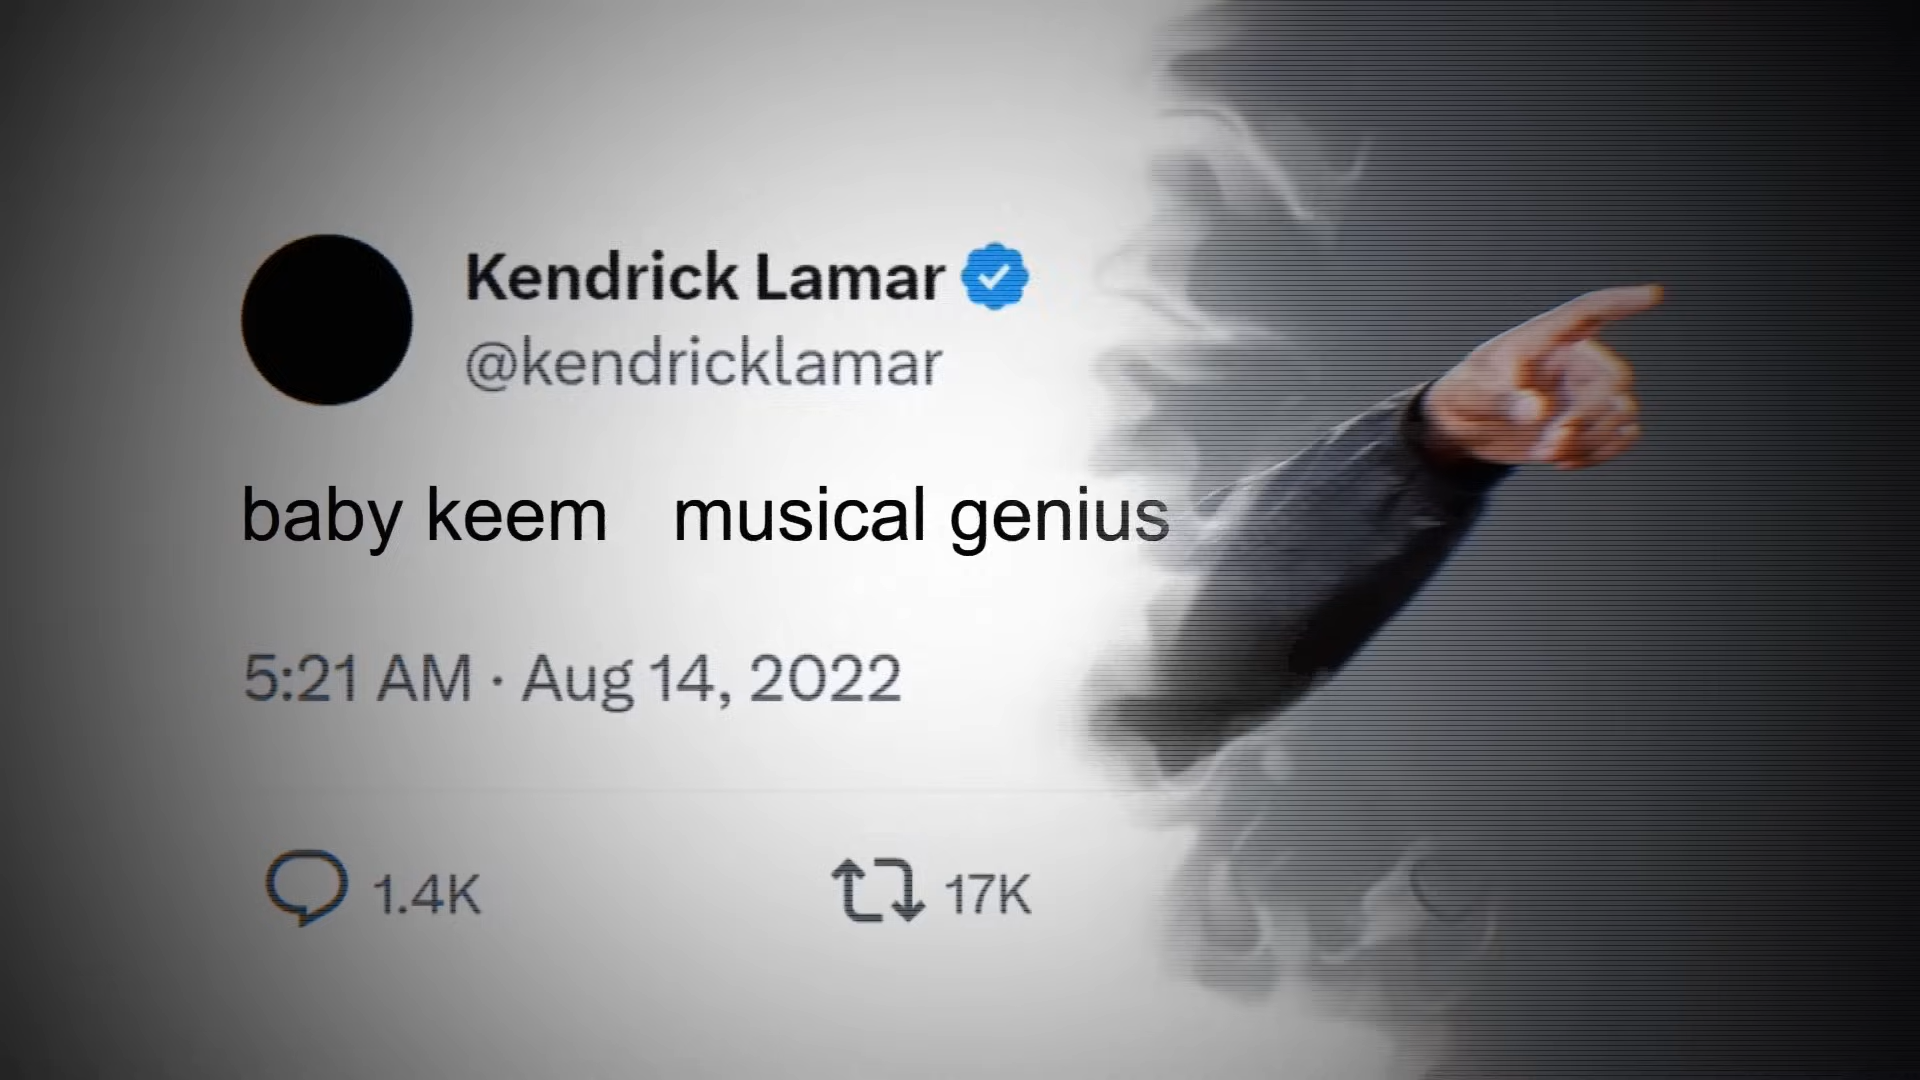 Kendrick Lamar
@kendricklamar
baby keem musical genius
5:21 AM · Aug 14, 2022
1.4K 17K